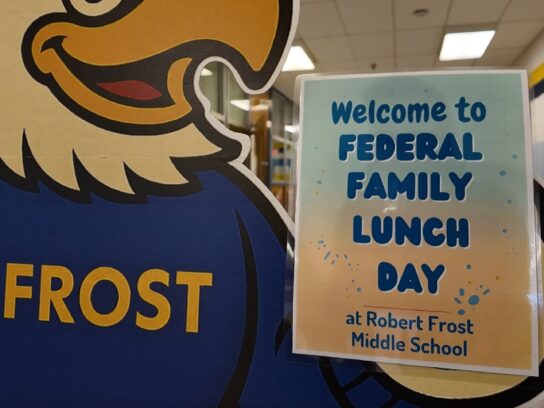 FROST
Welcome to
FEDERAL
FAMILY
LUNCH
DAY
at Robert Frost
Middle School